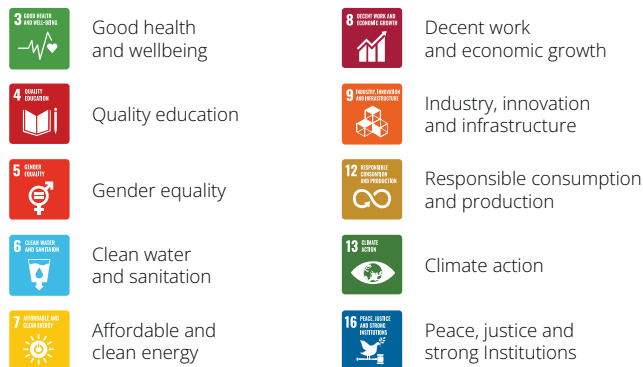 3 GOOD HEALTH
AND WELL-BEING
Good health
and wellbeing
4 QUALITY
EDUCATION
Quality education
5 GENDER
EQUALITY
Gender equality
6 CLEAN WATER
AND SANITATION
Clean water
and sanitation
7 AFFORDABLE AND
CLEAN ENERGY
Affordable and
clean energy
8 DECENT WORK AND
ECONOMIC GROWTH
Decent work
and economic growth
9 INDUSTRY, INNOVATION
AND INFRASTRUCTURE
Industry, innovation
and infrastructure
12 RESPONSIBLE
CONSUMPTION
AND PRODUCTION
Responsible consumption
and production
13 CLIMATE
ACTION
Climate action
16 PEACE, JUSTICE
AND STRONG
INSTITUTIONS
Peace, justice and
strong Institutions